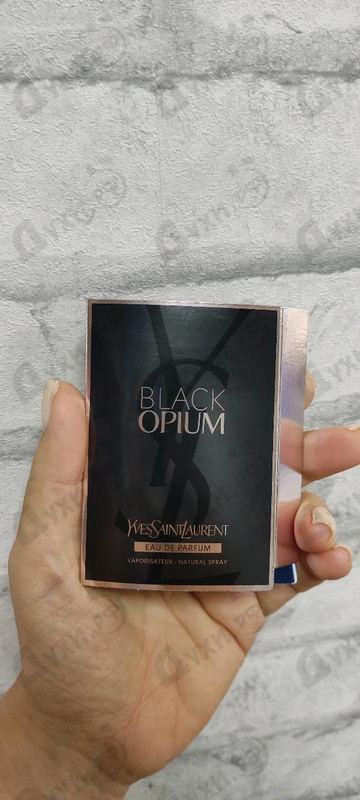 BLACK
OPIUM
YVESSAINTLAURENT
EAU DE PARFUM
VAPORISATEUR - NATURAL SPRAY